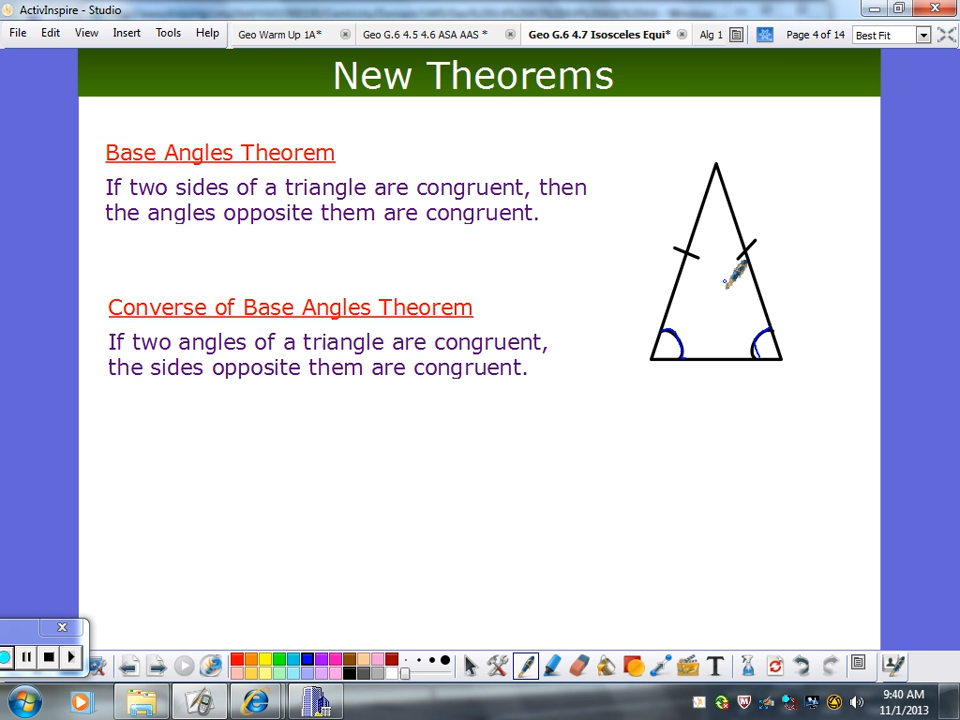 ActivInspire - Studio
File Edit View Insert Tools Help
Geo Warm Up 1A*
Geo G.6 4.5 4.6 ASA AAS *
Geo G.6 4.7 Isosceles Equi*
Alg 1
Page 4 of 14
Best Fit
New Theorems
Base Angles Theorem
If two sides of a triangle are congruent, then
the angles opposite them are congruent.
Converse of Base Angles Theorem
If two angles of a triangle are congruent,
the sides opposite them are congruent.
T
9:40 AM
11/1/2013